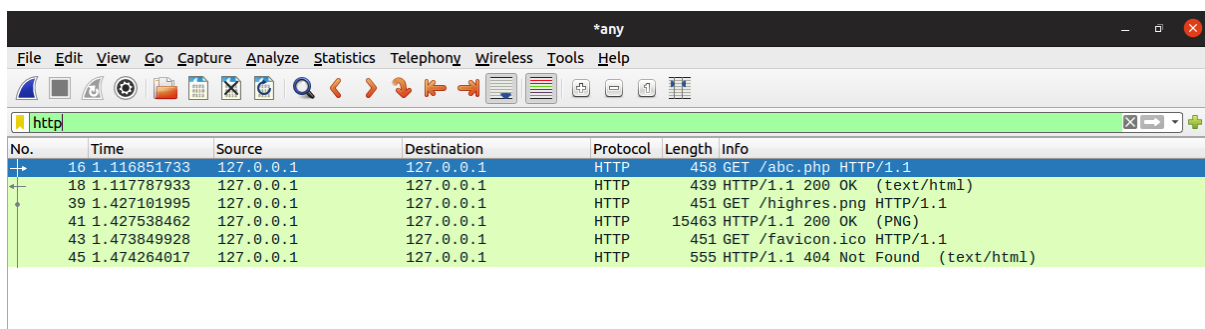 *any
File Edit View Go Capture Analyze Statistics Telephony Wireless Tools Help
http
No. Time Source Destination Protocol Length Info
16 1.116851733 127.0.0.1 127.0.0.1 HTTP 458 GET /abc.php HTTP/1.1
18 1.117787933 127.0.0.1 127.0.0.1 HTTP 439 HTTP/1.1 200 OK (text/html)
39 1.427101995 127.0.0.1 127.0.0.1 HTTP 451 GET /highres.png HTTP/1.1
41 1.427538462 127.0.0.1 127.0.0.1 HTTP 15463 HTTP/1.1 200 OK (PNG)
43 1.473849928 127.0.0.1 127.0.0.1 HTTP 451 GET /favicon.ico HTTP/1.1
45 1.474264017 127.0.0.1 127.0.0.1 HTTP 555 HTTP/1.1 404 Not Found (text/html)